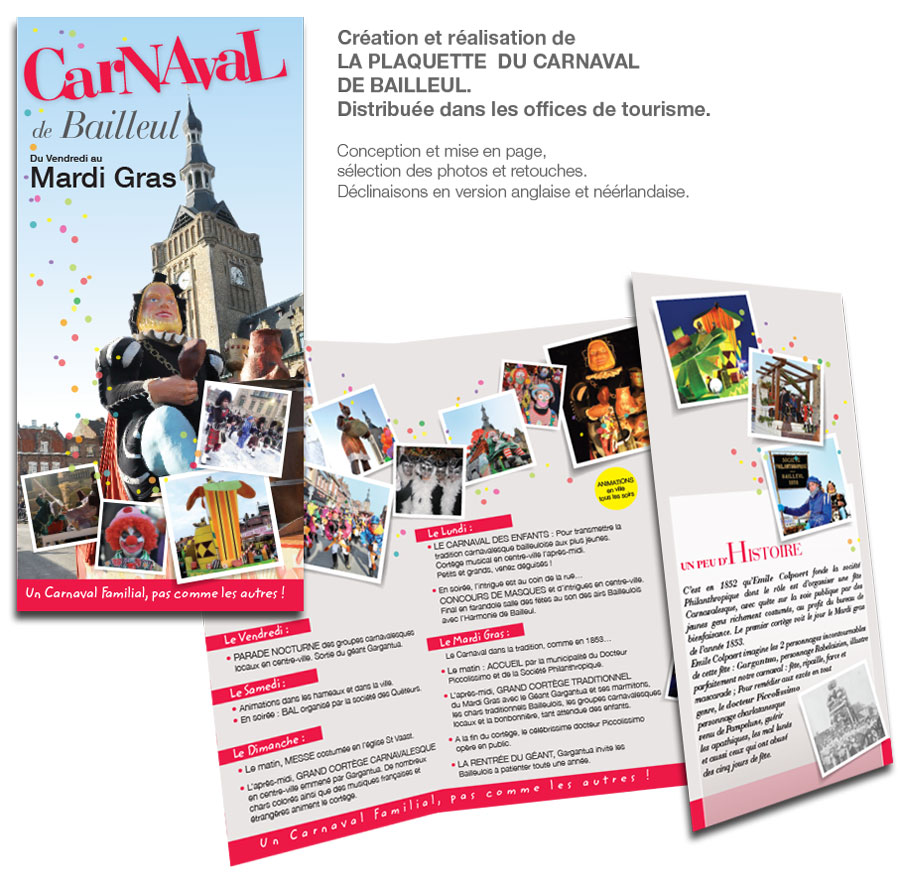 CarNAvaL
de Bailleul
Du Vendredi au
Mardi Gras
Un Carnaval Familial, pas comme les autres !
Création et réalisation de
LA PLAQUETTE DU CARNAVAL
DE BAILLEUL.
Distribuée dans les offices de tourisme.
Conception et mise en page,
sélection des photos et retouches.
Déclinaisons en version anglaise et néérlandaise.
ANIMATIONS
en ville
tous les soirs
Le Vendredi :
• PARADE NOCTURNE des groupes carnavalesques
locaux en centre-ville. Sortie du géant Gargantua.
Le Samedi :
• Animations dans les hameaux et dans la ville.
• En soirée : BAL organisé par la société des Quêteurs.
Le Dimanche :
• Le matin, MESSE costumée en l'église St Vaast.
• L'après-midi, GRAND CORTÈGE CARNAVALESQUE
en centre-ville emmené par Gargantua. De nombreux
chars colorés ainsi que des musiques françaises et
étrangères animent le cortège.
Le Lundi :
• LE CARNAVAL DES ENFANTS : Pour transmettre la
tradition carnavalesque bailleuloise aux plus jeunes.
Cortège musical en centre-ville l'après-midi.
Petits et grands, venez déguisés !
• En soirée, l'intrigue est au coin de la rue...
CONCOURS DE MASQUES et d'intrigues en centre-ville.
Final en farandole salle des fêtes au son des airs Bailleulois
avec l'Harmonie de Bailleul.
Le Mardi Gras :
Le Carnaval dans la tradition, comme en 1853...
• Le matin : ACCUEIL par la municipalité du Docteur
Piccolissimo et de la Société Philanthropique.
• L'après-midi, GRAND CORTÈGE TRADITIONNEL
du Mardi Gras avec le Géant Gargantua et ses marmitons,
les chars traditionnels Bailleulois, les groupes carnavalesques
locaux et la bonbonnière, tant attendue des enfants.
• A la fin du cortège, le célébrissime docteur Piccolissimo
opère en public.
• LA RENTRÉE DU GÉANT, Gargantua invite les
Bailleulois à patienter toute une année.
Un Carnaval Familial, pas comme les autres !
SOCIÉTÉ
PHILANTHROPIQUE
BAILLEUL
UN PEU D'HISTOIRE
C'est en 1852 qu'Emile Colpaert fonde la société
Philanthropique dont le rôle est d'organiser une fête
Carnavalesque, avec quête sur la voie publique par des
jeunes gens richement costumés, au profit du bureau de
bienfaisance. Le premier cortège voit le jour le Mardi gras
de l'année 1853.
Emile Colpaert imagine les 2 personnages incontournables
de cette fête : Gargantua, personnage Rabelaisien, illustre
parfaitement notre carnaval : fête, ripaille, farce et
mascarade ; Pour remédier aux excès en tout
genre, le docteur Piccolissimo
personnage charlatanesque
venu de Pampelune, guérit
les apathiques, les mal lunés
et aussi ceux qui ont abusé
des cinq jours de fête.